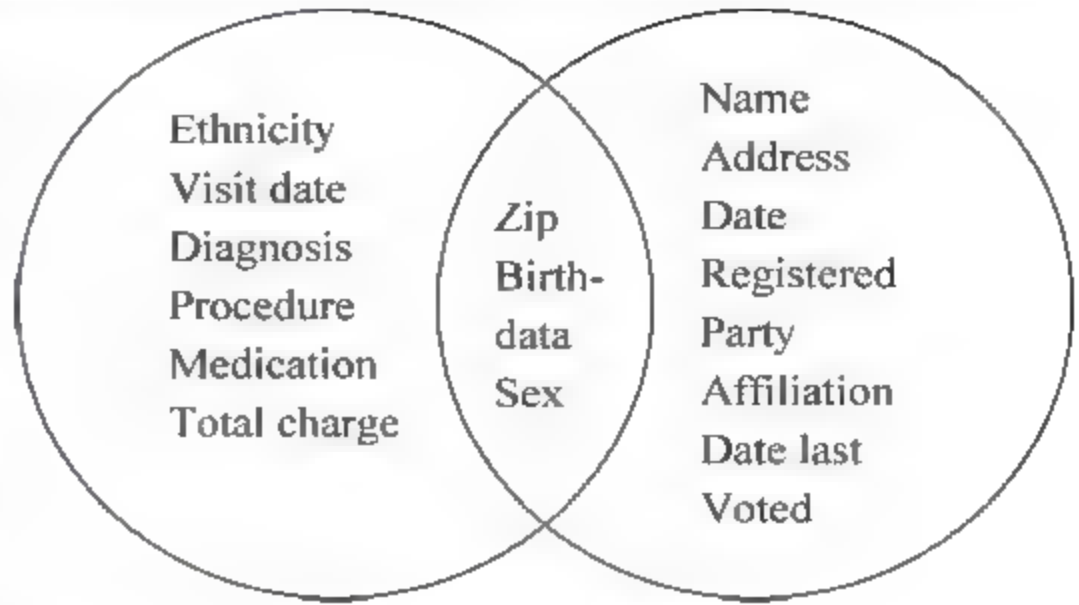 Ethnicity
Visit date
Diagnosis
Procedure
Medication
Total charge
Zip
Birth-
data
Sex
Name
Address
Date
Registered
Party
Affiliation
Date last
Voted